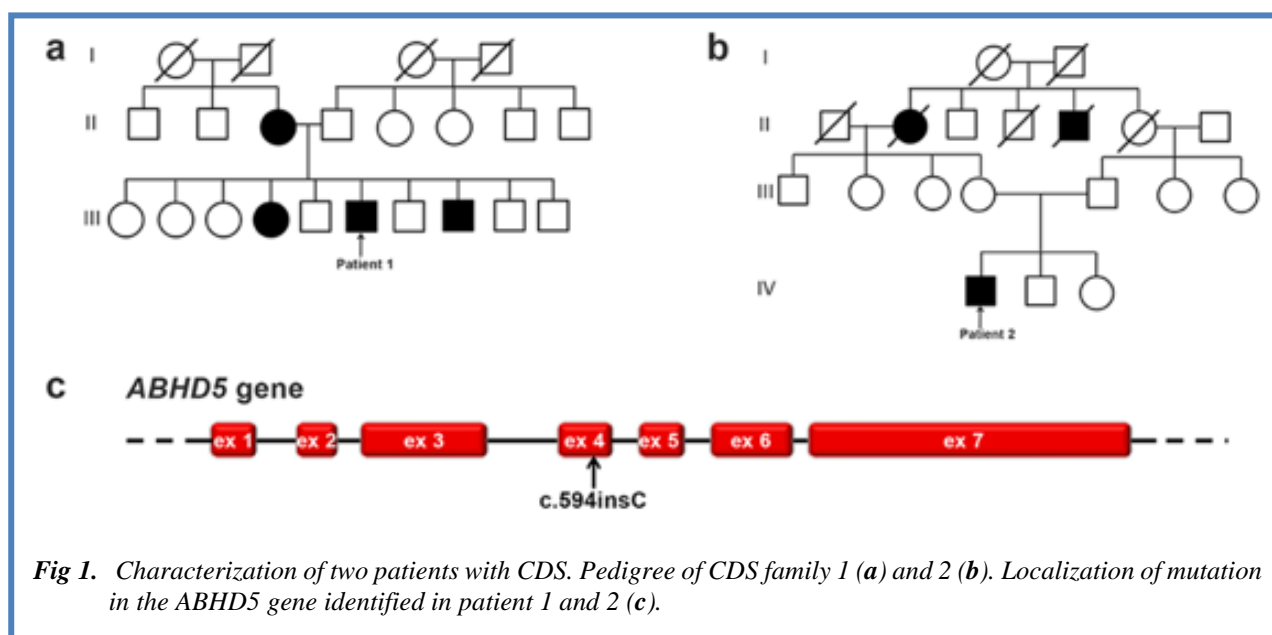 a
I
II
III
Patient 1
b
I
II
III
IV
Patient 2
c ABHD5 gene
ex 1 ex 2 ex 3 ex 4 ex 5 ex 6 ex 7
c.594insC
Fig 1. Characterization of two patients with CDS. Pedigree of CDS family 1 (a) and 2 (b). Localization of mutation
in the ABHD5 gene identified in patient 1 and 2 (c).